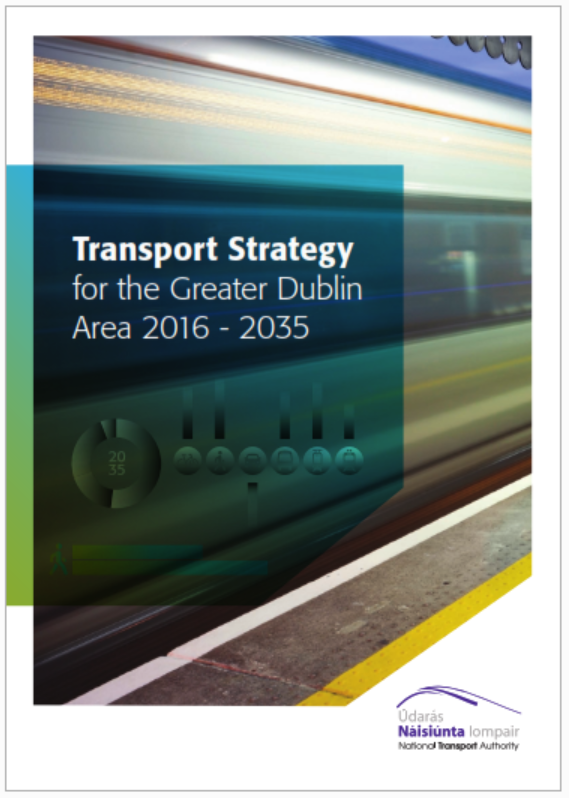 Transport Strategy
for the Greater Dublin
Area 2016 - 2035
20
35
Údarás
Náisiúnta Iompair
National Transport Authority